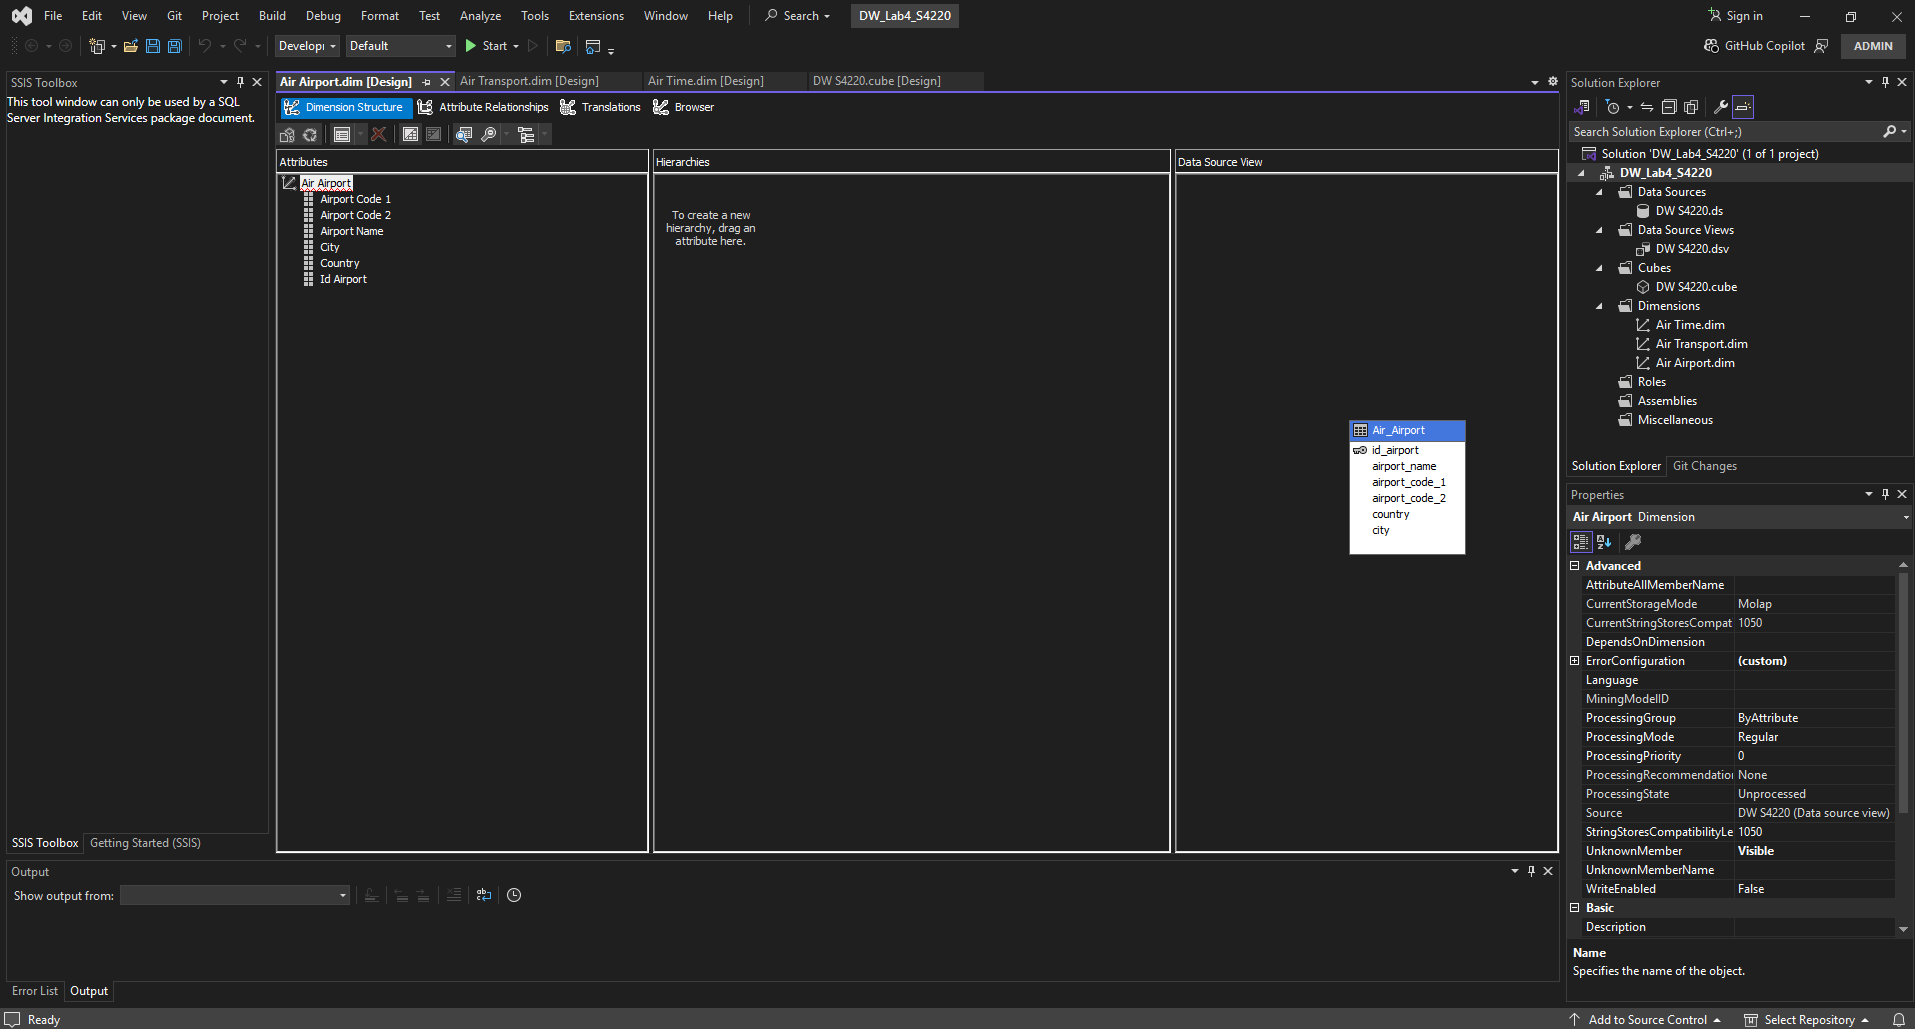 File Edit View Git Project Build Debug Format Test Analyze Tools Extensions Window Help Search DW_Lab4_S4220 Sign in
Developi Default Start GitHub Copilot ADMIN
SSIS Toolbox
This tool window can only be used by a SQL
Server Integration Services package document.
SSIS Toolbox Getting Started (SSIS)
Air Airport.dim [Design] Air Transport.dim [Design] Air Time.dim [Design] DW S4220.cube [Design]
Dimension Structure Attribute Relationships Translations Browser
Attributes
Air Airport
Airport Code 1
Airport Code 2
Airport Name
City
Country
Id Airport
Hierarchies
To create a new
hierarchy, drag an
attribute here.
Data Source View
Air_Airport
id_airport
airport_name
airport_code_1
airport_code_2
country
city
Output
Show output from:
Error List Output
Solution Explorer
Search Solution Explorer (Ctrl+;)
Solution 'DW_Lab4_S4220' (1 of 1 project)
DW_Lab4_S4220
Data Sources
DW S4220.ds
Data Source Views
DW S4220.dsv
Cubes
DW S4220.cube
Dimensions
Air Time.dim
Air Transport.dim
Air Airport.dim
Roles
Assemblies
Miscellaneous
Solution Explorer Git Changes
Properties
Air Airport Dimension
Advanced
AttributeAllMemberName
CurrentStorageMode Molap
CurrentStringStoresCompat 1050
DependsOnDimension
ErrorConfiguration (custom)
Language
MiningModelID
ProcessingGroup ByAttribute
ProcessingMode Regular
ProcessingPriority 0
ProcessingRecommendation None
ProcessingState Unprocessed
Source DW S4220 (Data source view)
StringStoresCompatibilityLe 1050
UnknownMember Visible
UnknownMemberName
WriteEnabled False
Basic
Description
Name
Specifies the name of the object.
Ready Add to Source Control Select Repository